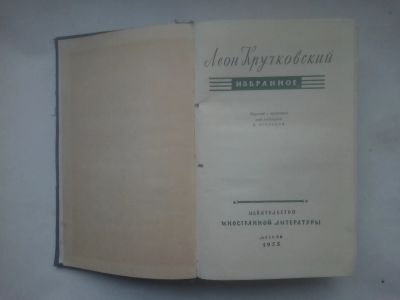 Леон Кручковский
ИЗБРАННОЕ
ИЗДАТЕЛЬСТВО
ИНОСТРАННОЙ ЛИТЕРАТУРЫ
МОСКВА
1955